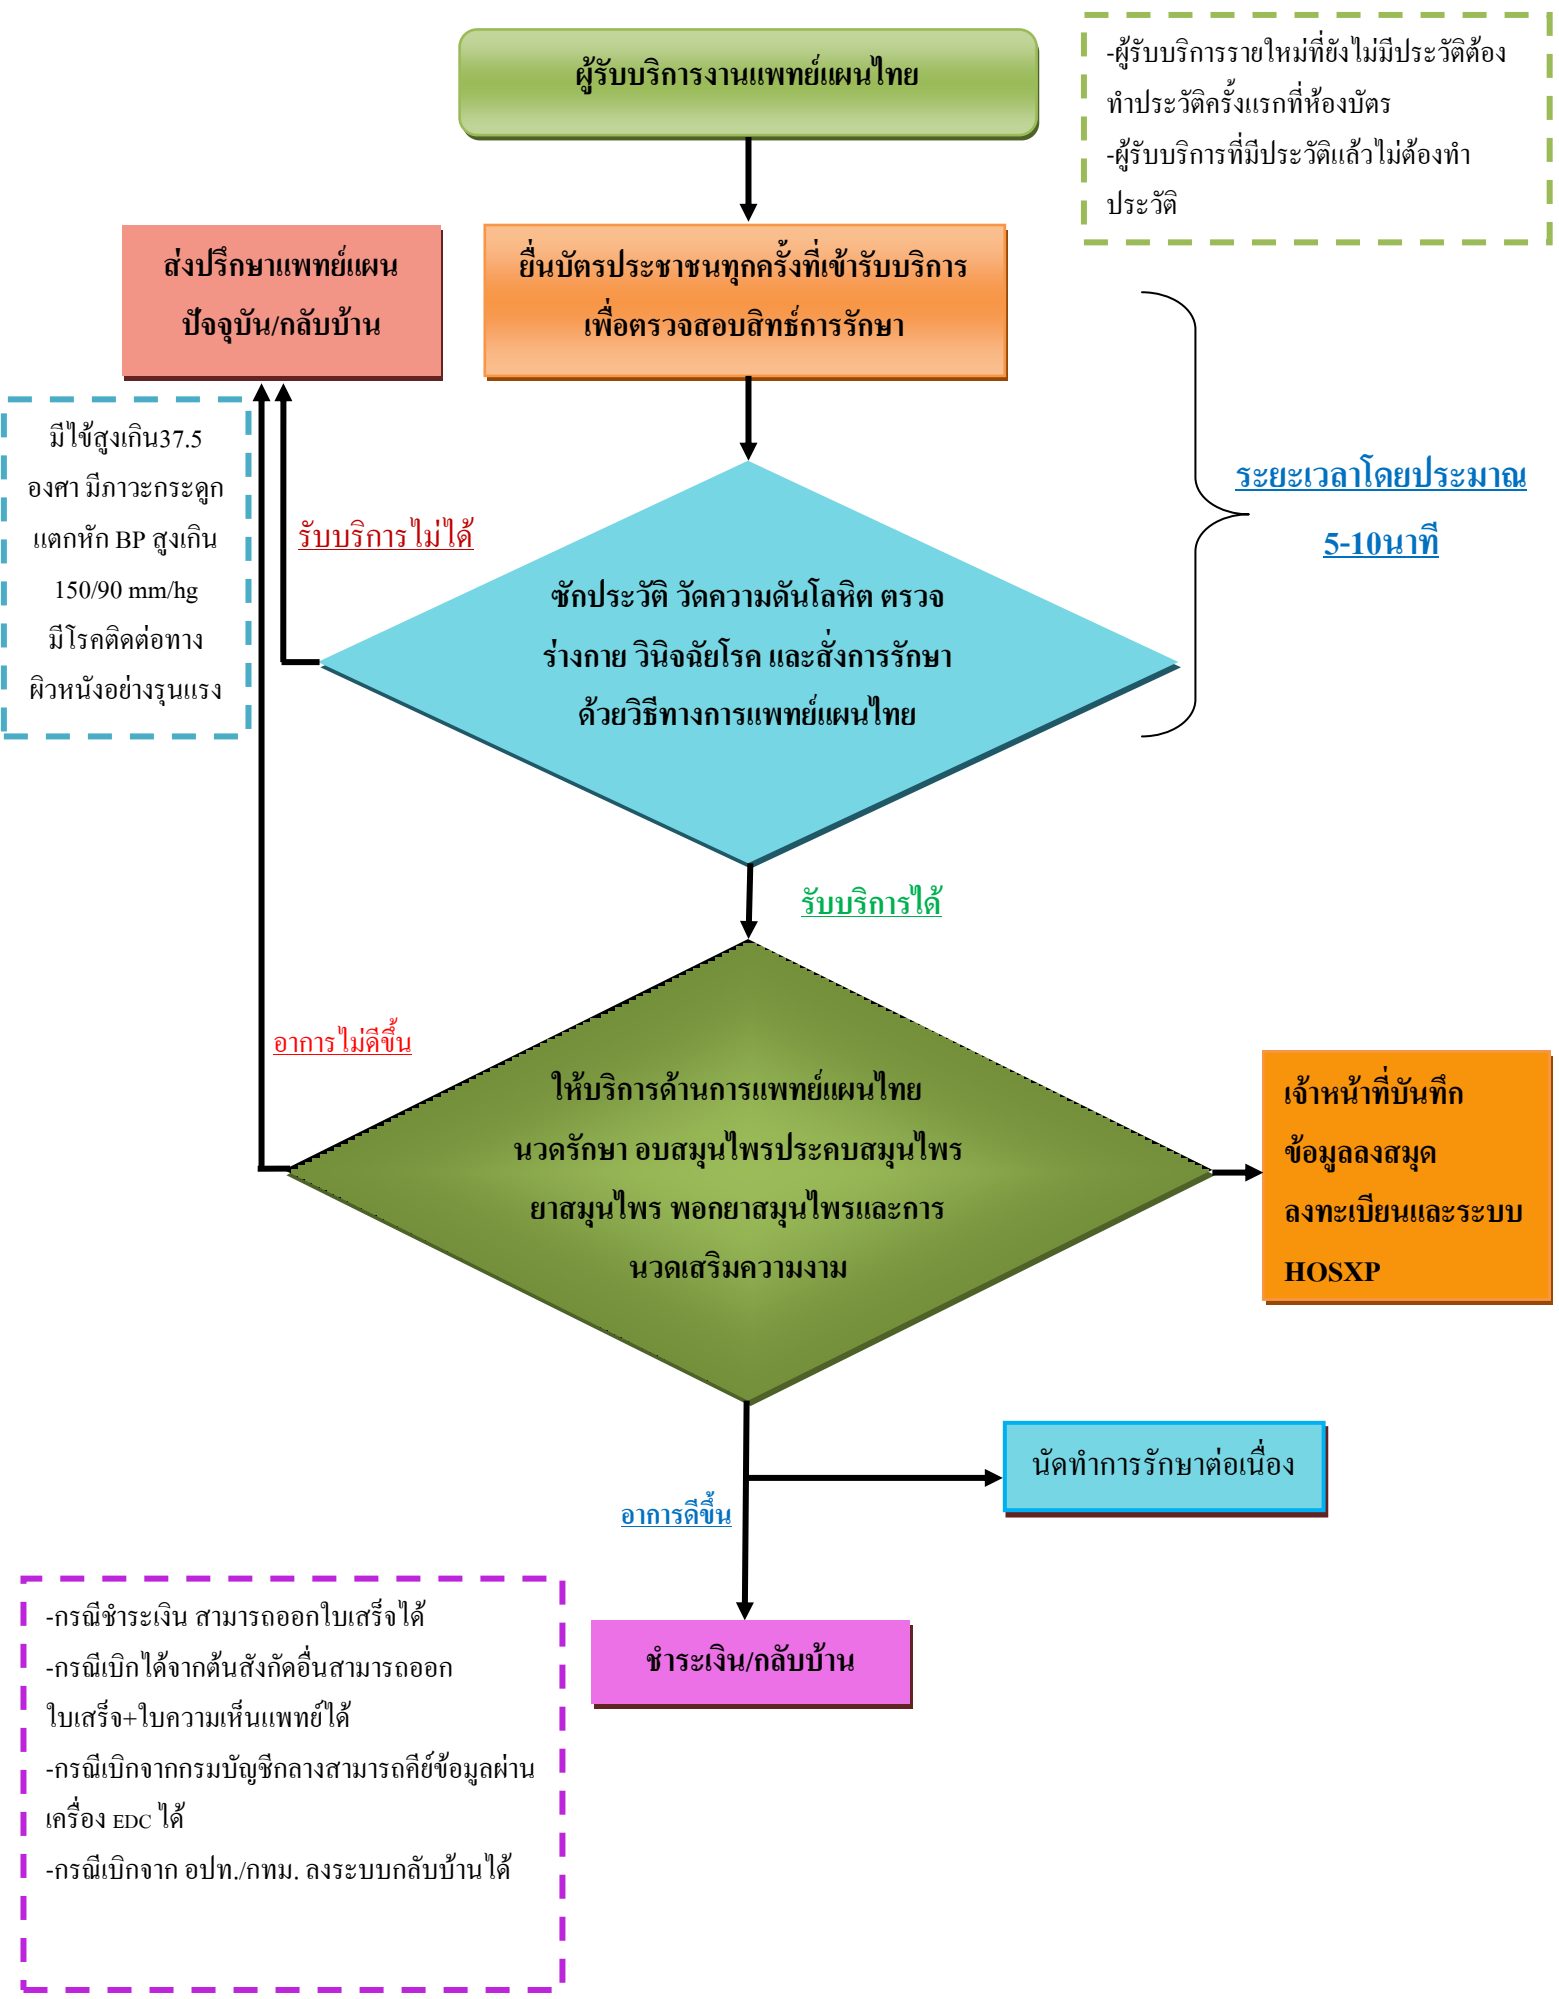 ผู้รับบริการงานแพทย์แผนไทย
-ผู้รับบริการรายใหม่ที่ยังไม่มีประวัติต้อง
ทำประวัติครั้งแรกที่ห้องบัตร
-ผู้รับบริการที่มีประวัติแล้วไม่ต้องทำ
ประวัติ
ส่งปรึกษาแพทย์แผน
ปัจจุบัน/กลับบ้าน
ยื่นบัตรประชาชนทุกครั้งที่เข้ารับบริการ
เพื่อตรวจสอบสิทธ์การรักษา
มีไข้สูงเกิน37.5
องศา มีภาวะกระดูก
แตกหัก BP สูงเกิน
150/90 mm/hg
มีโรคติดต่อทาง
ผิวหนังอย่างรุนแรง
รับบริการไม่ได้
ระยะเวลาโดยประมาณ
5-10นาที
ซักประวัติ วัดความดันโลหิต ตรวจ
ร่างกาย วินิจฉัยโรค และสั่งการรักษา
ด้วยวิธีทางการแพทย์แผนไทย
รับบริการได้
อาการไม่ดีขึ้น
ให้บริการด้านการแพทย์แผนไทย
นวดรักษา อบสมุนไพรประคบสมุนไพร
ยาสมุนไพร พอกยาสมุนไพรและการ
นวดเสริมความงาม
เจ้าหน้าที่บันทึก
ข้อมูลลงสมุด
ลงทะเบียนและระบบ
HOSXP
นัดทำการรักษาต่อเนื่อง
อาการดีขึ้น
ชำระเงิน/กลับบ้าน
-กรณีชำระเงิน สามารถออกใบเสร็จได้
-กรณีเบิกได้จากต้นสังกัดอื่นสามารถออก
ใบเสร็จ+ใบความเห็นแพทย์ได้
-กรณีเบิกจากกรมบัญชีกลางสามารถคีย์ข้อมูลผ่าน
เครื่อง EDC ได้
-กรณีเบิกจาก อปท./กทม. ลงระบบกลับบ้านได้